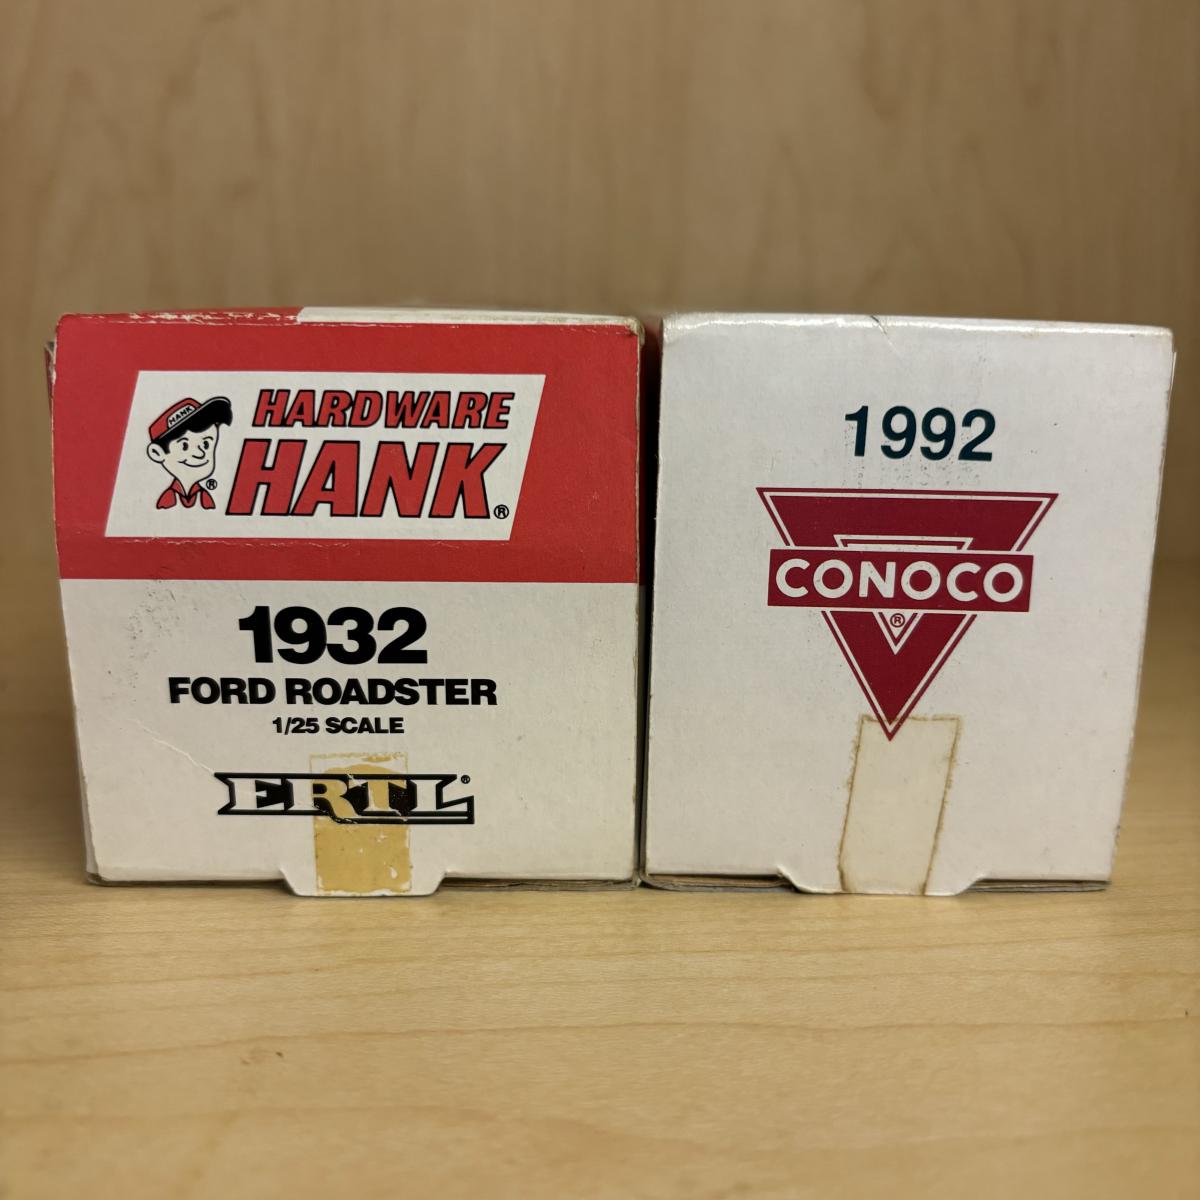 HANK
HARDWARE
HANK®
1932
FORD ROADSTER
1/25 SCALE
ERTL®
1992
CONOCO
®